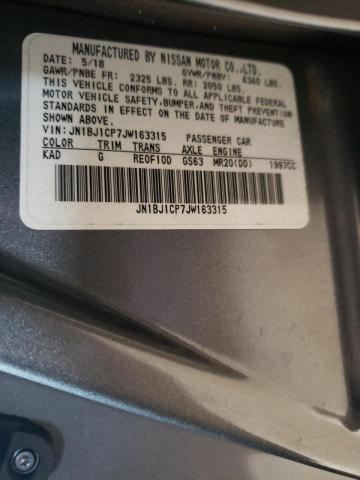 MANUFACTURED BY NISSAN MOTOR CO.,LTD.
DATE: 5/18 GVWR/PNBV: 4380 LBS.
GAWR/PNBE FR: 2325 LBS. RR: 2050 LBS.
THIS VEHICLE CONFORMS TO ALL APPLICABLE FEDERAL
MOTOR VEHICLE SAFETY,BUMPER,AND THEFT PREVENTION
STANDARDS IN EFFECT ON THE DATE OF MANUFACTURE
SHOWN ABOVE.
VIN:JN1BJ1CP7JW163315 PASSENGER CAR
COLOR TRIM TRANS AXLE ENGINE
KAD G RE0F10D GS63 MR20(DD) 1997CC
JN1BJ1CP7JW163315